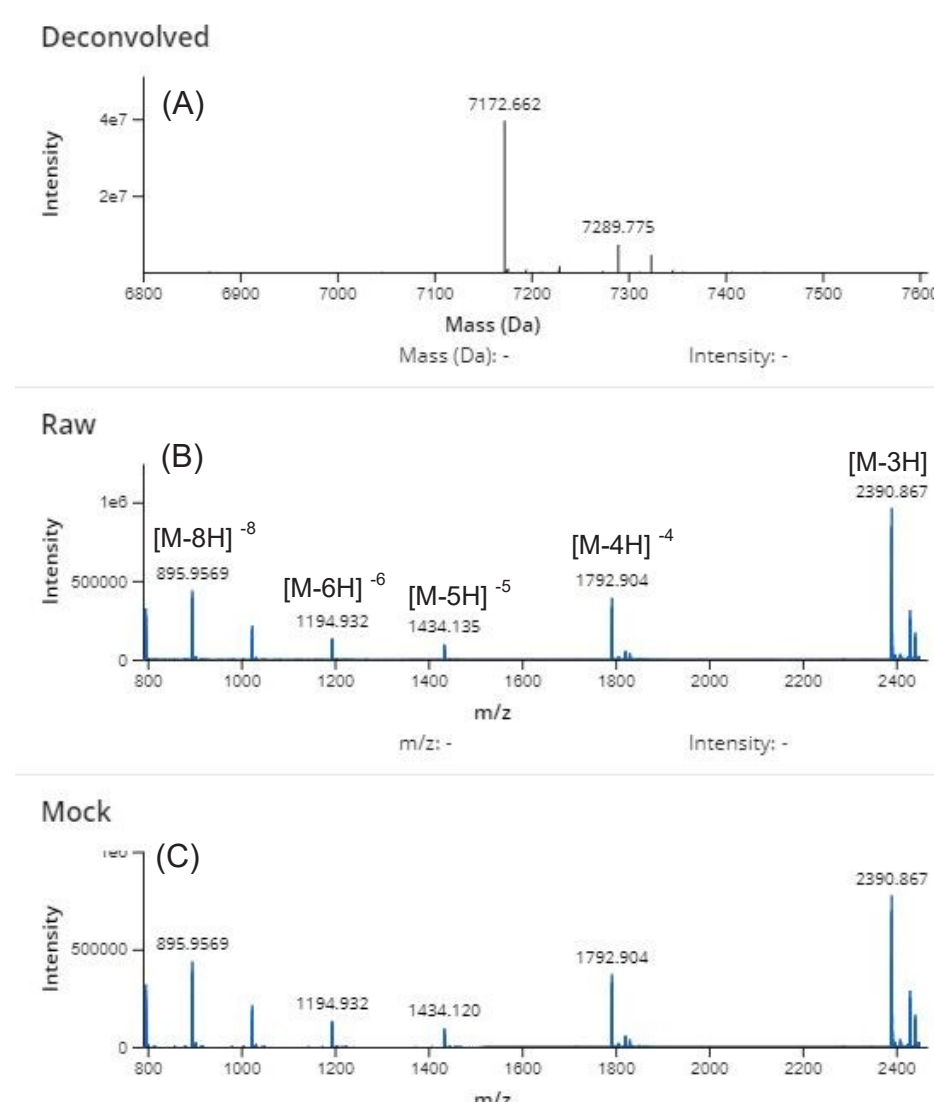 Deconvolved
(A)
7172.662
4e7
7289.775
2e7
Intensity
6800 6900 7000 7100 7200 7300 7400 7500
Mass (Da)
Mass (Da): - Intensity: -
Raw
(B)
[M-3H]
2390.867
1e6
[M-8H] -8
[M-4H] -4
895.9569
500000
[M-6H] -6
[M-5H] -5
1792.904
1194.932
1434.135
Intensity
0
800 1000 1200 1400 1600 1800 2000 2200 2400
m/z
m/z: - Intensity: -
Mock
(C)
2390.867
895.9569
500000
1792.904
1194.932
1434.120
Intensity
0
800 1000 1200 1400 1600 1800 2000 2200 2400
m/z